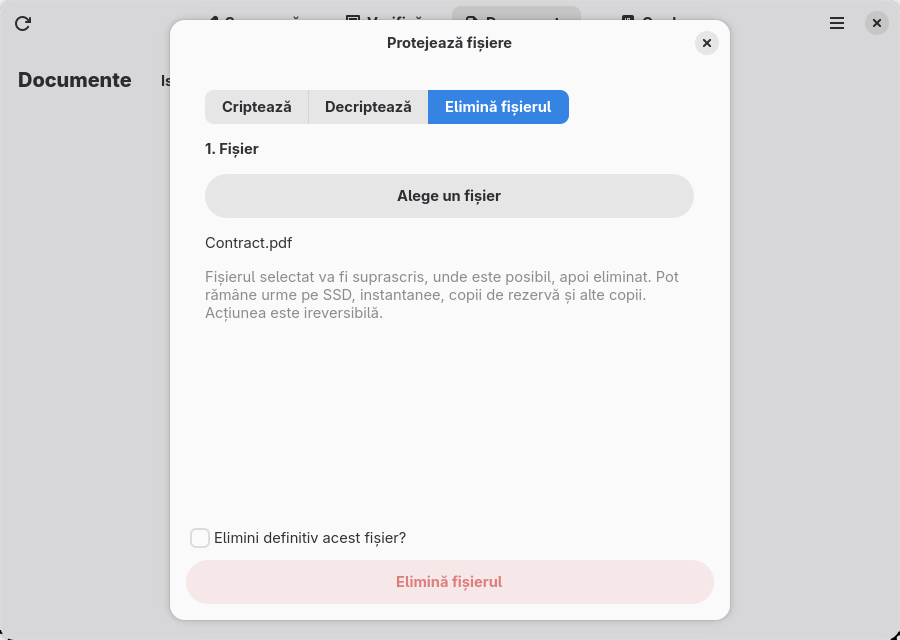 Protejează fișiere
Documente
Criptează
Decriptează
Elimină fișierul
1. Fișier
Alege un fișier
Contract.pdf
Fișierul selectat va fi suprascris, unde este posibil, apoi eliminat. Pot
rămâne urme pe SSD, instantanee, copii de rezervă și alte copii.
Acțiunea este ireversibilă.
Elimini definitiv acest fișier?
Elimină fișierul